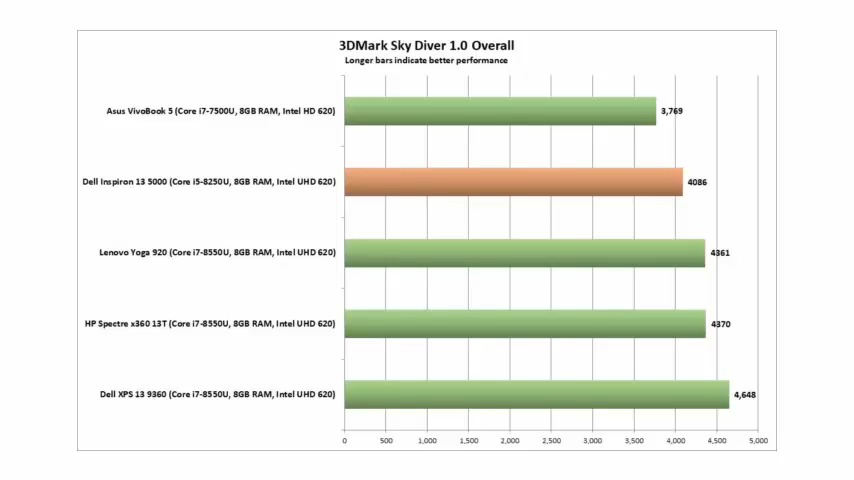 3DMark Sky Diver 1.0 Overall
Longer bars indicate better performance
Asus VivoBook 5 (Core i7-7500U, 8GB RAM, Intel HD 620)
3,769
Dell Inspiron 13 5000 (Core i5-8250U, 8GB RAM, Intel UHD 620)
4086
Lenovo Yoga 920 (Core i7-8550U, 8GB RAM, Intel UHD 620)
4361
HP Spectre x360 13T (Core i7-8550U, 8GB RAM, Intel UHD 620)
4370
Dell XPS 13 9360 (Core i7-8550U, 8GB RAM, Intel UHD 620)
4,648
0 500 1,000 1,500 2,000 2,500 3,000 3,500 4,000 4,500 5,000